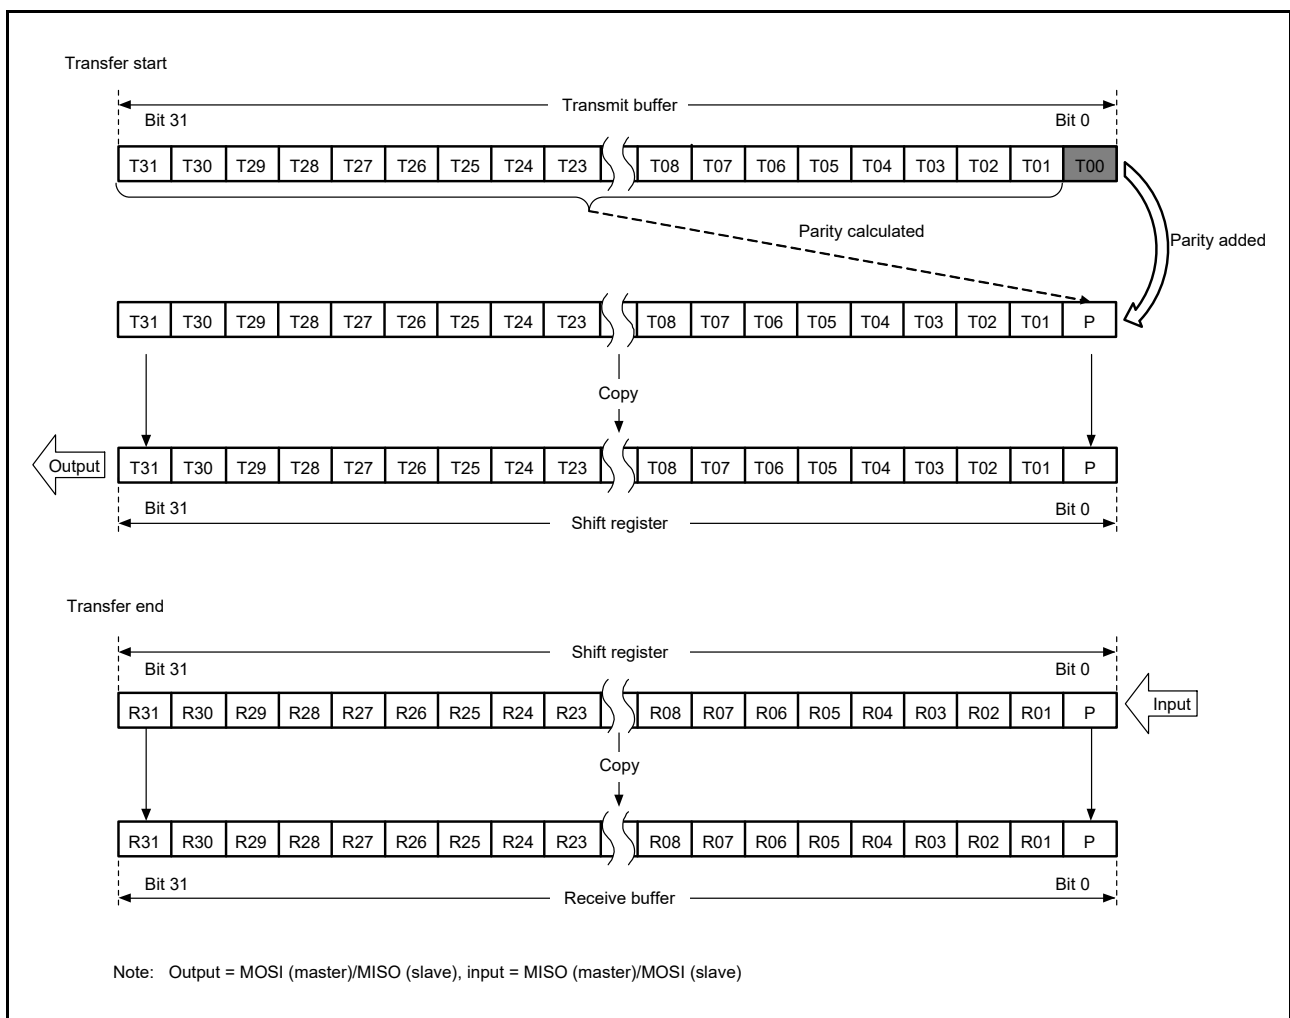 Transfer start
Transmit buffer
Bit 31 Bit 0
T31 T30 T29 T28 T27 T26 T25 T24 T23 T08 T07 T06 T05 T04 T03 T02 T01 T00
Parity calculated
Parity added
T31 T30 T29 T28 T27 T26 T25 T24 T23 T08 T07 T06 T05 T04 T03 T02 T01 P
Copy
Output T31 T30 T29 T28 T27 T26 T25 T24 T23 T08 T07 T06 T05 T04 T03 T02 T01 P
Bit 31 Bit 0
Shift register
Transfer end
Shift register
Bit 31 Bit 0
R31 R30 R29 R28 R27 R26 R25 R24 R23 R08 R07 R06 R05 R04 R03 R02 R01 P Input
Copy
R31 R30 R29 R28 R27 R26 R25 R24 R23 R08 R07 R06 R05 R04 R03 R02 R01 P
Bit 31 Bit 0
Receive buffer
Note: Output = MOSI (master)/MISO (slave), input = MISO (master)/MOSI (slave)